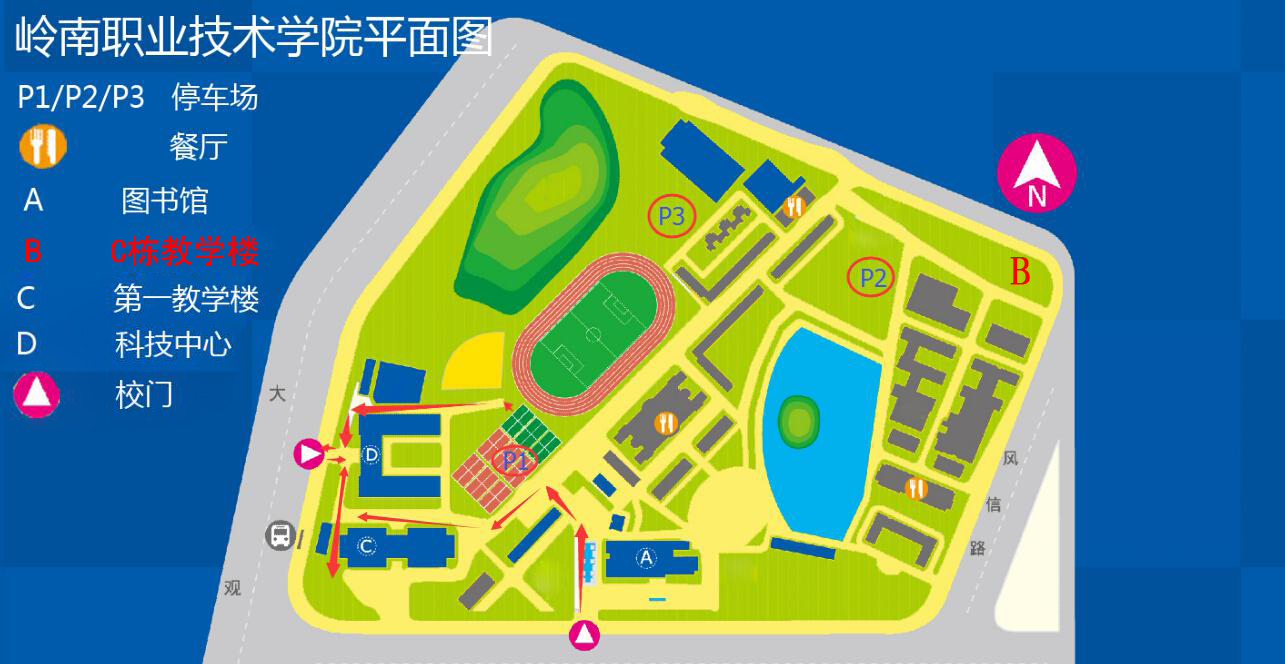 岭南职业技术学院平面图
P1/P2/P3 停车场
餐厅
A 图书馆
B C栋教学楼
C 第一教学楼
D 科技中心
校门
N
P3
P2
B
大
观
D
P1
C
A
风
信
路